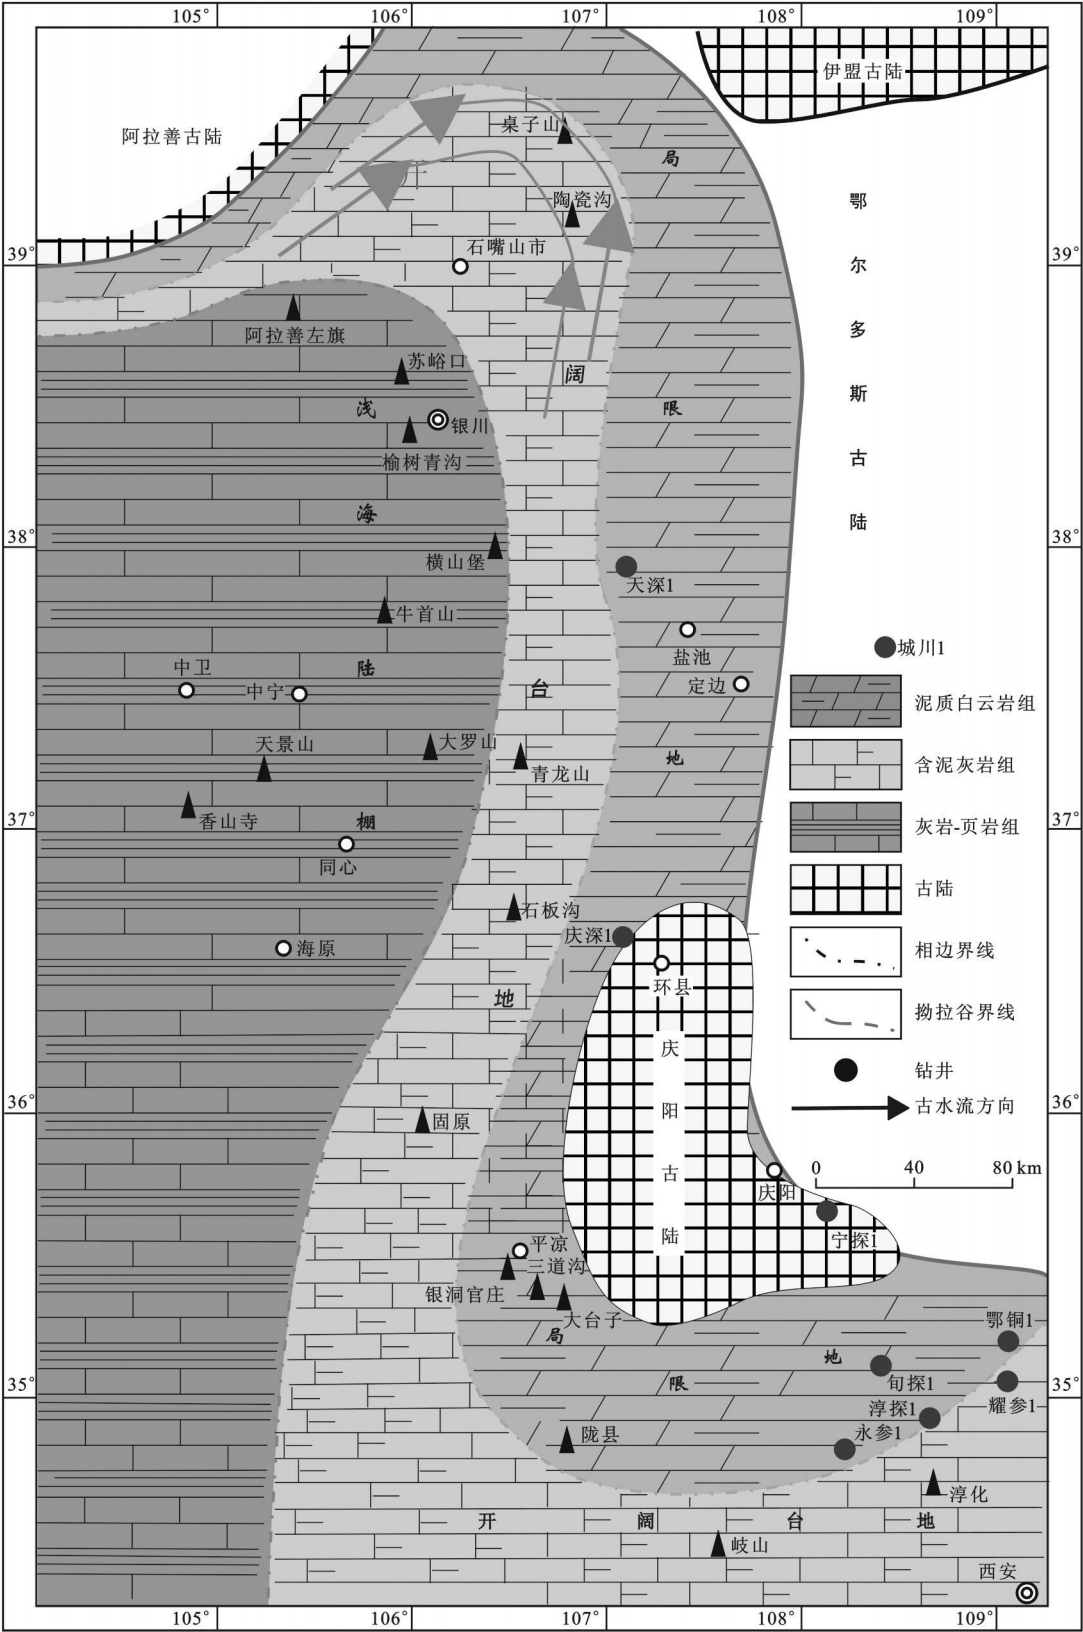 105° 106° 107° 108° 109°
伊盟古陆
阿拉善古陆
桌子山
局
陶瓷沟
鄂尔多斯古陆
石嘴山市
39° 39°
阿拉善左旗
苏峪口
阔
浅
限
银川
榆树青沟
海
38° 38°
横山堡
天深1
牛首山
盐池
城川1
中卫
陆
中宁
台
定边
泥质白云岩组
天景山
大罗山
青龙山
地
含泥灰岩组
香山寺
棚
37° 37°
灰岩-页岩组
同心
古陆
石板沟
庆深1
海原
相边界线
环县
地
拗拉谷界线
庆阳古陆
钻井
36° 36°
固原
古水流方向
0 40 80 km
庆阳
宁探1
平凉
三道沟
银洞官庄
大台子
鄂铜1
局
地
限
旬探1
35° 35°
淳探1
耀参1
陇县
永参1
淳化
开 阔 台 地
岐山
西安
105° 106° 107° 108° 109°